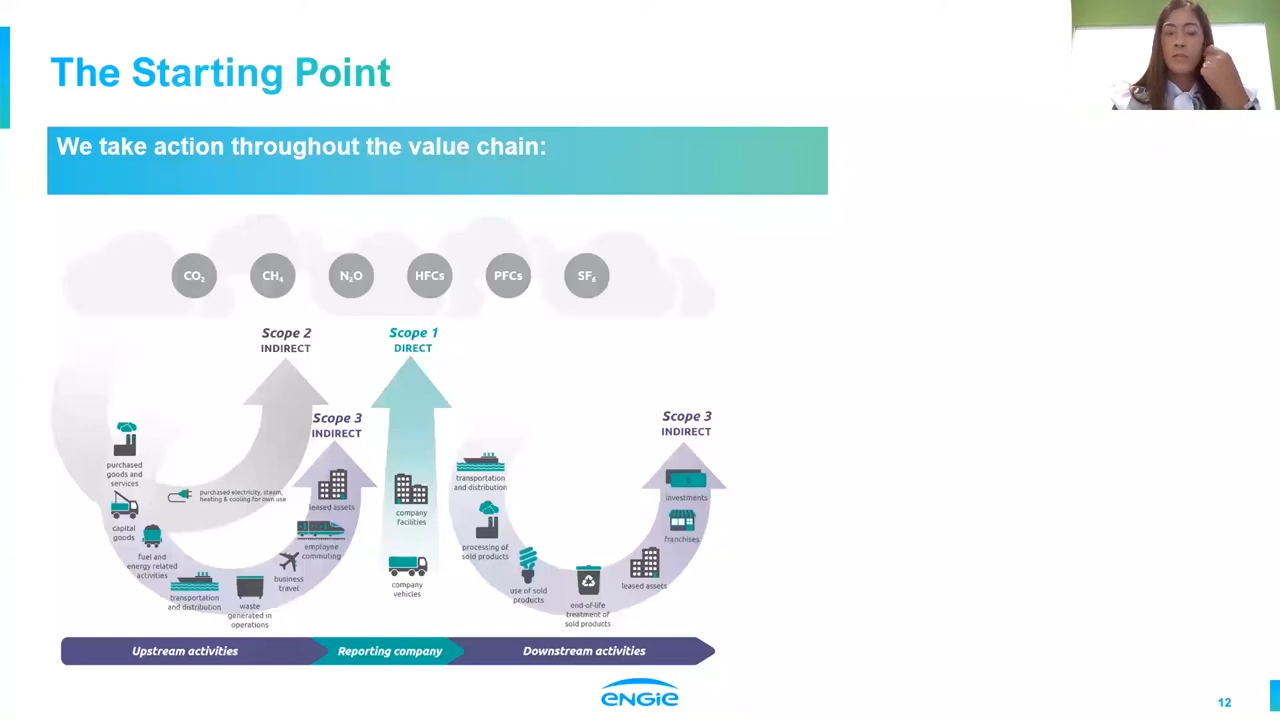 The Starting Point
We take action throughout the value chain:
CO₂ CH₄ N₂O HFCs PFCs SF₆
Scope 2
INDIRECT
Scope 1
DIRECT
Scope 3
INDIRECT
Scope 3
INDIRECT
purchased
goods and
services
capital
goods
fuel and
energy related
activities
purchased electricity, steam,
heating & cooling for own use
transportation
and distribution
waste
generated in
operations
business
travel
employee
commuting
leased assets
company
facilities
company
vehicles
transportation
and distribution
processing of
sold products
use of sold
products
end-of-life
treatment of
sold products
leased assets
franchises
investments
Upstream activities
Reporting company
Downstream activities
ENGIE
12